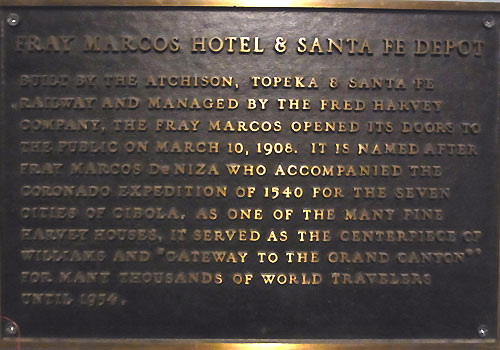 FRAY MARCOS HOTEL & SANTA FE DEPOT
BUILT BY THE ATCHISON, TOPEKA & SANTA FE
RAILWAY AND MANAGED BY THE FRED HARVEY
COMPANY, THE FRAY MARCOS OPENED ITS DOORS TO
THE PUBLIC ON MARCH 10, 1908. IT IS NAMED AFTER
FRAY MARCOS DeNIZA WHO ACCOMPANIED THE
CORONADO EXPEDITION OF 1540 FOR THE SEVEN
CITIES OF CIBOLA. AS ONE OF THE MANY FINE
HARVEY HOUSES, IT SERVED AS THE CENTERPIECE OF
WILLIAMS AND "GATEWAY TO THE GRAND CANYON"
FOR MANY THOUSANDS OF WORLD TRAVELERS
UNTIL 1954.